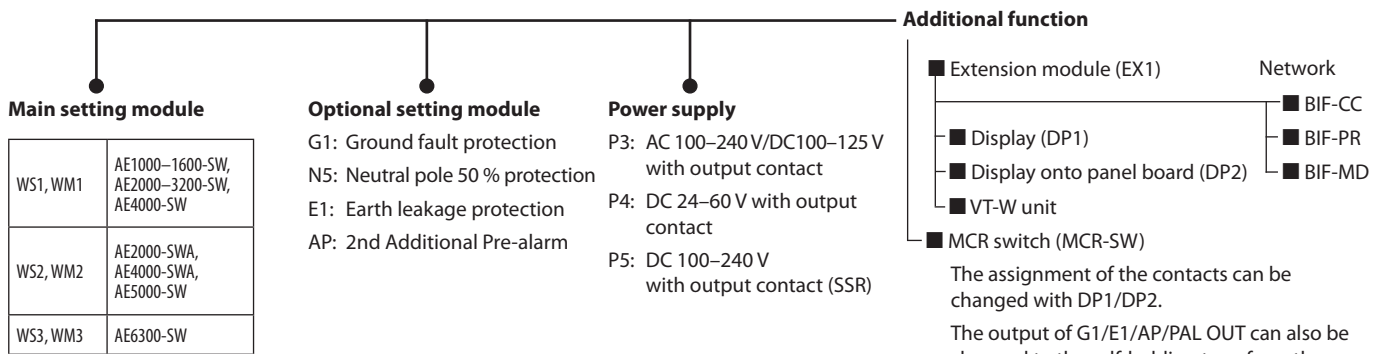 Additional function
Extension module (EX1)
Network
BIF-CC
Display (DP1)
BIF-PR
Display onto panel board (DP2)
BIF-MD
VT-W unit
MCR switch (MCR-SW)
The assignment of the contacts can be
changed with DP1/DP2.
The output of G1/E1/AP/PAL OUT can also be
Main setting module
WS1, WM1
AE1000–1600-SW,
AE2000–3200-SW,
AE4000-SW
WS2, WM2
AE2000-SWA,
AE4000-SWA,
AE5000-SW
WS3, WM3
AE6300-SW
Optional setting module
G1: Ground fault protection
N5: Neutral pole 50 % protection
E1: Earth leakage protection
AP: 2nd Additional Pre-alarm
Power supply
P3: AC 100–240 V/DC100–125 V
with output contact
P4: DC 24–60 V with output
contact
P5: DC 100–240 V
with output contact (SSR)